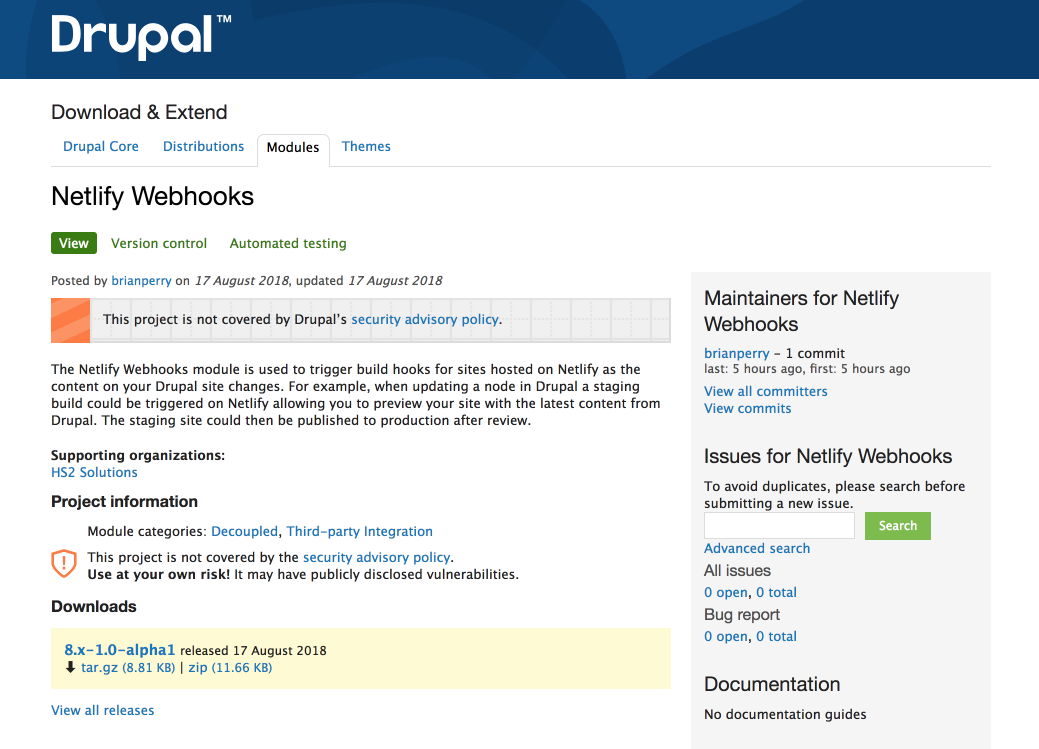 Drupal™
Download & Extend
Drupal Core
Distributions
Modules
Themes
Netlify Webhooks
View
Version control
Automated testing
Posted by brianperry on 17 August 2018, updated 17 August 2018
This project is not covered by Drupal’s security advisory policy.
The Netlify Webhooks module is used to trigger build hooks for sites hosted on Netlify as the
content on your Drupal site changes. For example, when updating a node in Drupal a staging
build could be triggered on Netlify allowing you to preview your site with the latest content from
Drupal. The staging site could then be published to production after review.
Supporting organizations:
HS2 Solutions
Project information
Module categories: Decoupled, Third-party Integration
This project is not covered by the security advisory policy.
Use at your own risk! It may have publicly disclosed vulnerabilities.
Downloads
8.x-1.0-alpha1 released 17 August 2018
tar.gz (8.81 KB) | zip (11.66 KB)
View all releases
Maintainers for Netlify
Webhooks
brianperry – 1 commit
last: 5 hours ago, first: 5 hours ago
View all committers
View commits
Issues for Netlify Webhooks
To avoid duplicates, please search before
submitting a new issue.
Search
Advanced search
All issues
0 open, 0 total
Bug report
0 open, 0 total
Documentation
No documentation guides